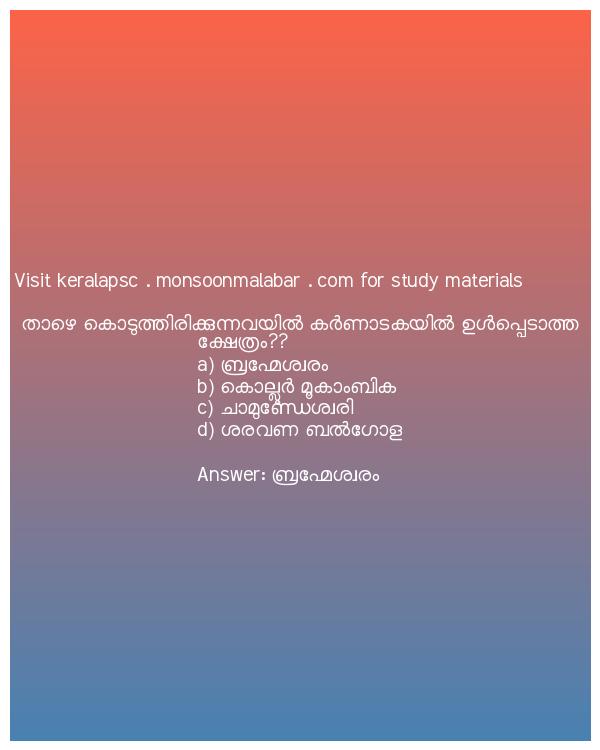 Visit keralapsc . monsoonmalabar . com for study materials
താഴെ കൊടുത്തിരിക്കുന്നവയിൽ കർണാടകയിൽ ഉൾപ്പെടാത്ത
ക്ഷേത്രം??
a) ബ്രഹ്മേശ്വരം
b) കൊല്ലൂർ മൂകാംബിക
c) ചാമുണ്ഡേശ്വരി
d) ശരവണ ബൽഗോള
Answer: ബ്രഹ്മേശ്വരം